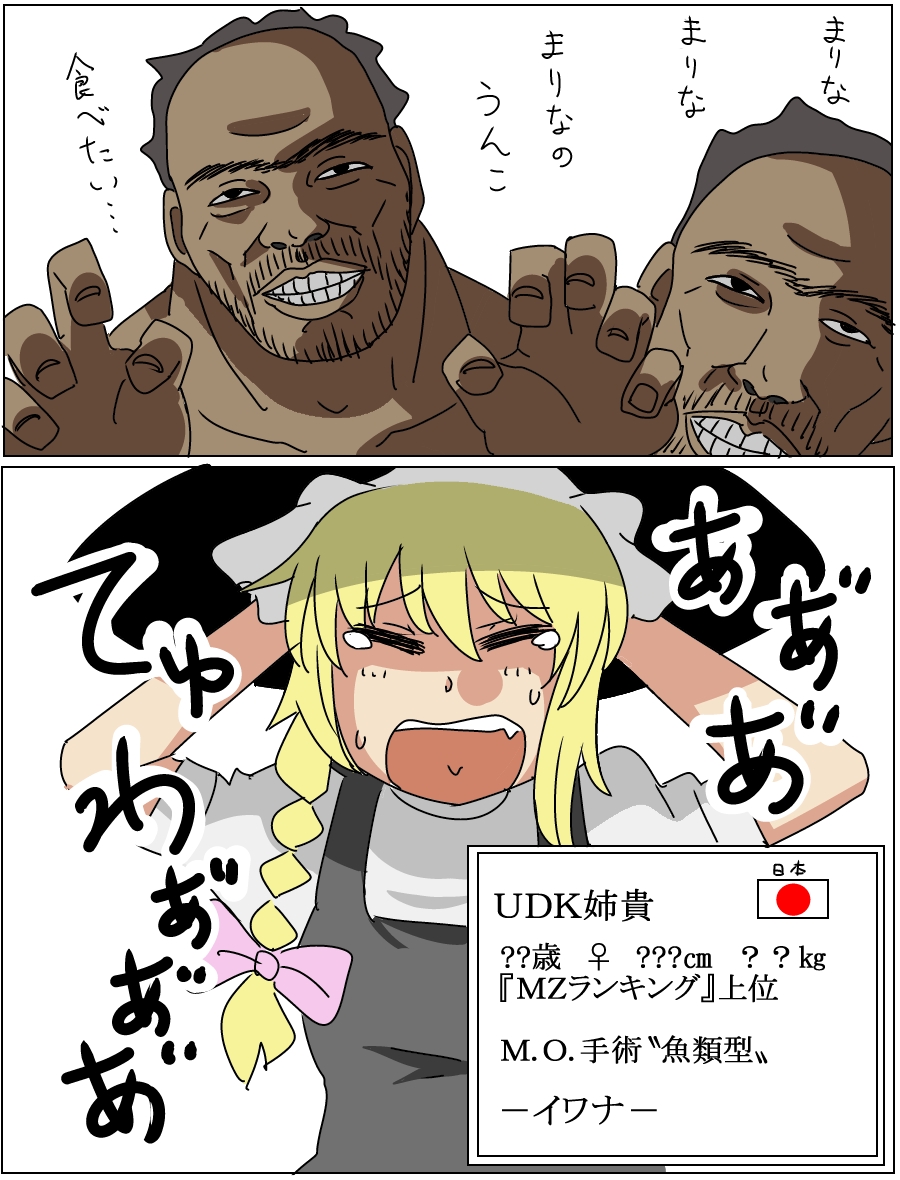 まりな
まりな
まりなの
うんこ
食べたい…
あ
あ゛
あ゛
てゅ
わ
あ゛
あ゛
あ゛
日本
UDK姉貴
??歳 ♀ ???cm ??kg
『MZランキング』上位
M.O.手術〝魚類型〟
－イワナ－